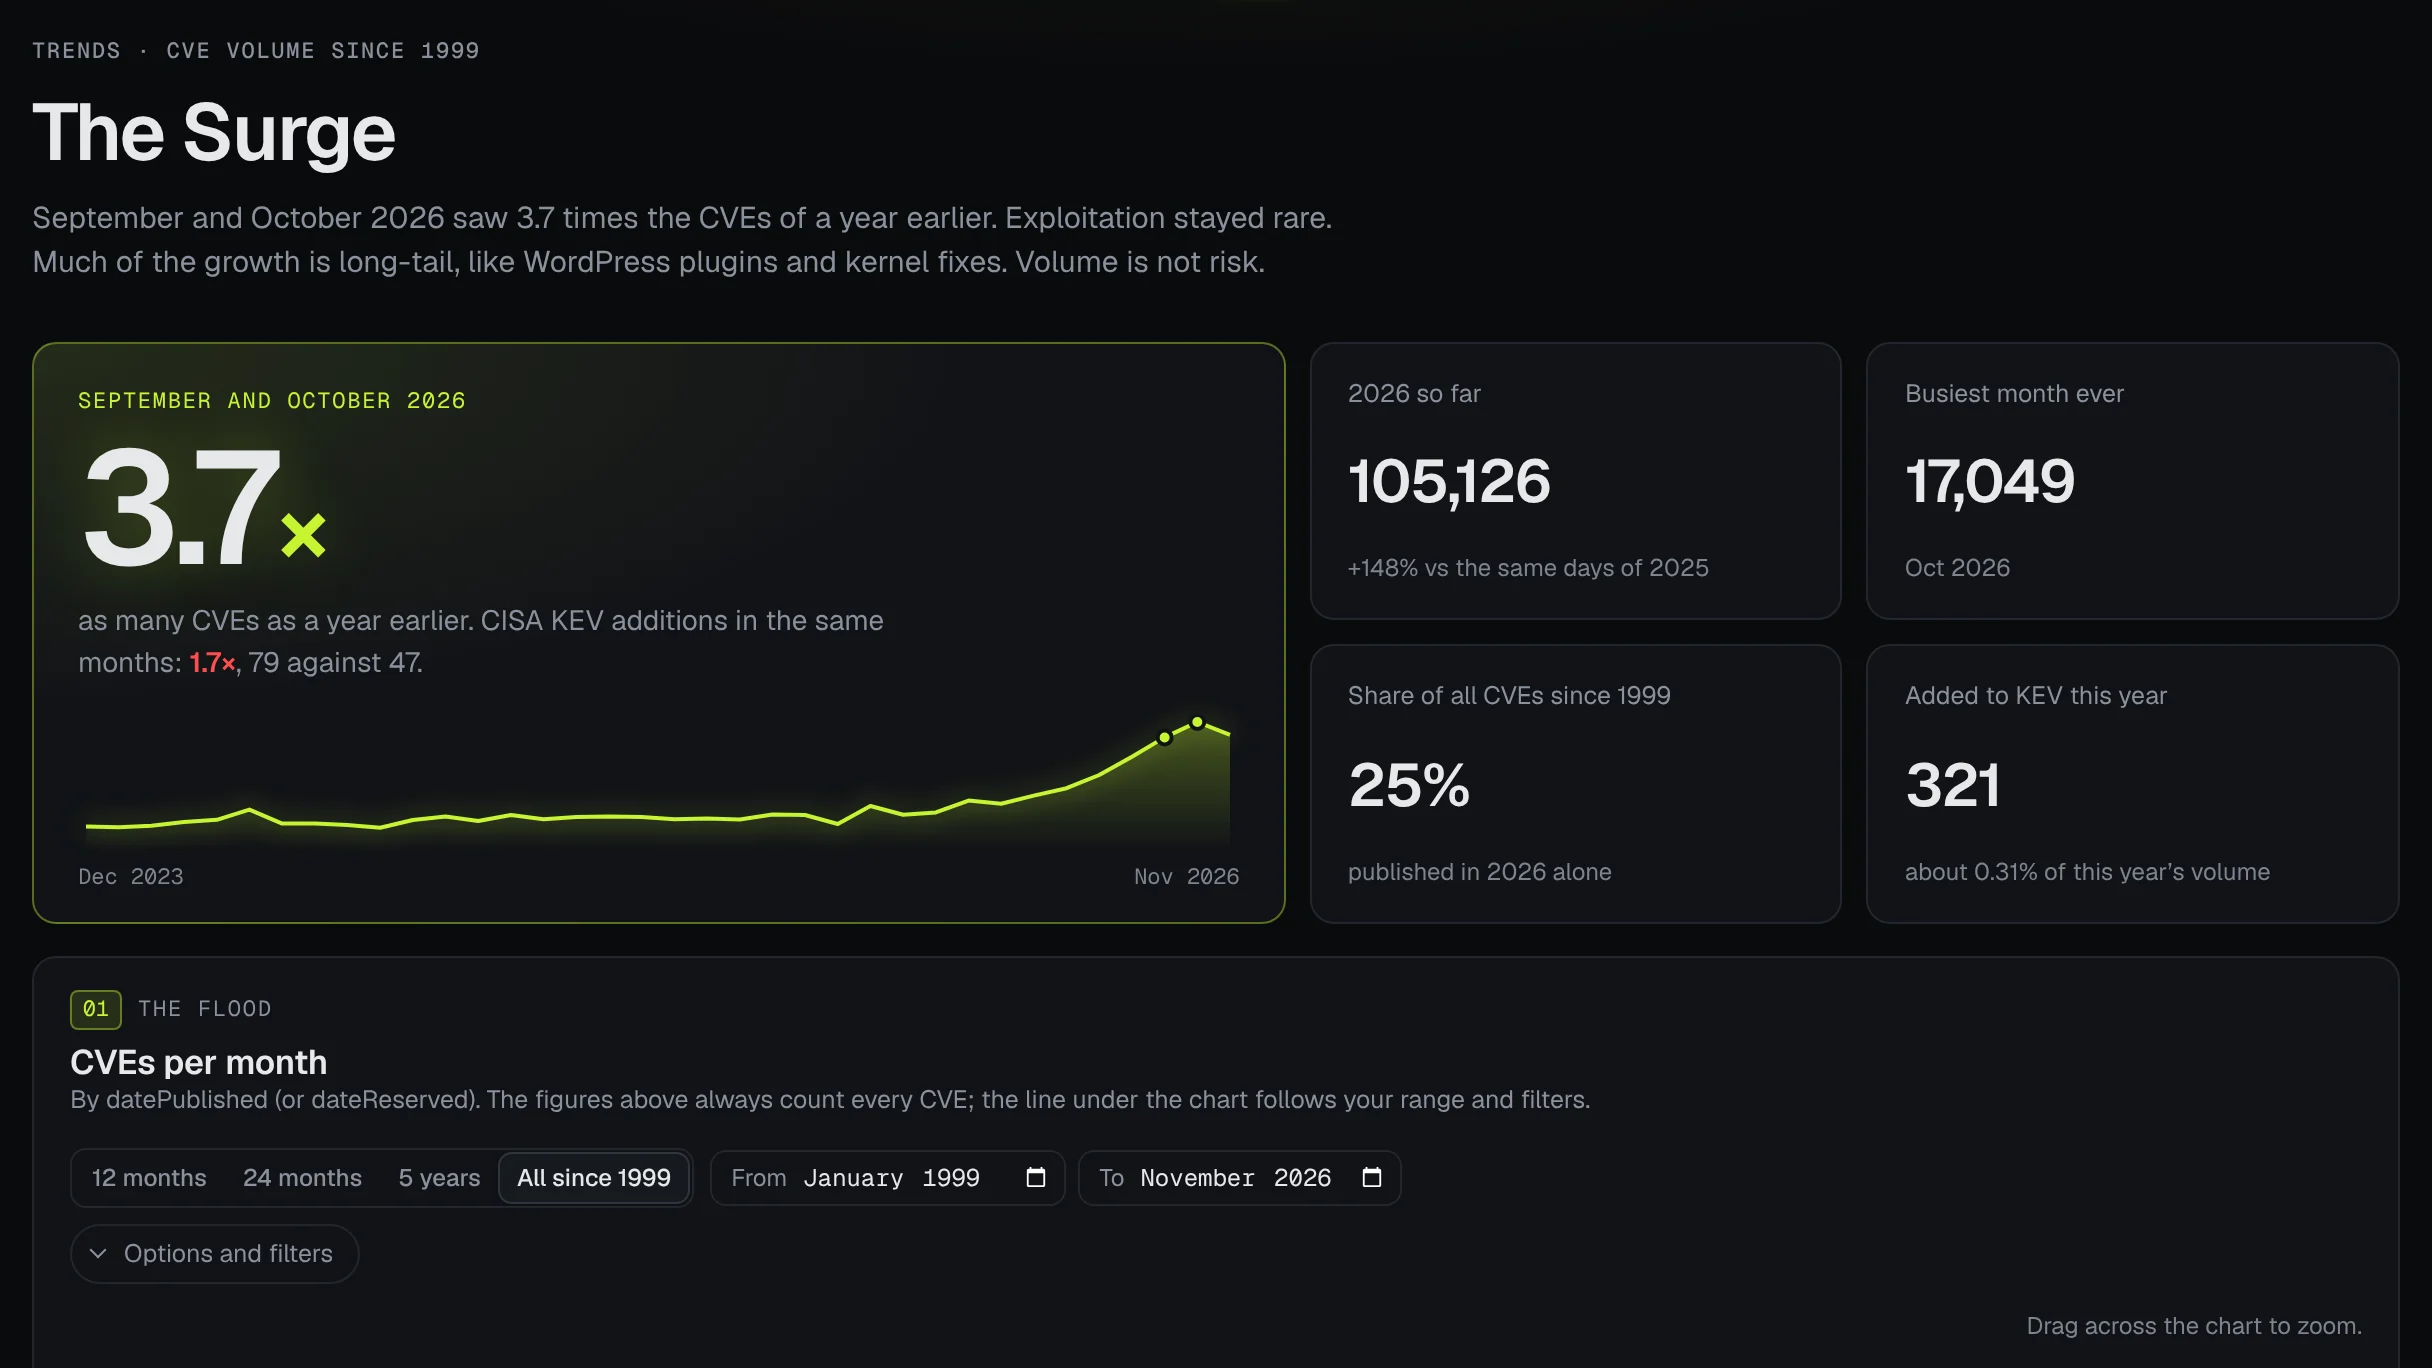 TRENDS · CVE VOLUME SINCE 1999
The Surge
September and October 2026 saw 3.7 times the CVEs of a year earlier. Exploitation stayed rare.
Much of the growth is long-tail, like WordPress plugins and kernel fixes. Volume is not risk.
SEPTEMBER AND OCTOBER 2026
3.7×
as many CVEs as a year earlier. CISA KEV additions in the same
months: 1.7×, 79 against 47.
Dec 2023
Nov 2026
2026 so far
105,126
+148% vs the same days of 2025
Busiest month ever
17,049
Oct 2026
Share of all CVEs since 1999
25%
published in 2026 alone
Added to KEV this year
321
about 0.31% of this year's volume
01 THE FLOOD
CVEs per month
By datePublished (or dateReserved). The figures above always count every CVE; the line under the chart follows your range and filters.
12 months 24 months 5 years All since 1999 From January 1999 To November 2026
Options and filters
Drag across the chart to zoom.